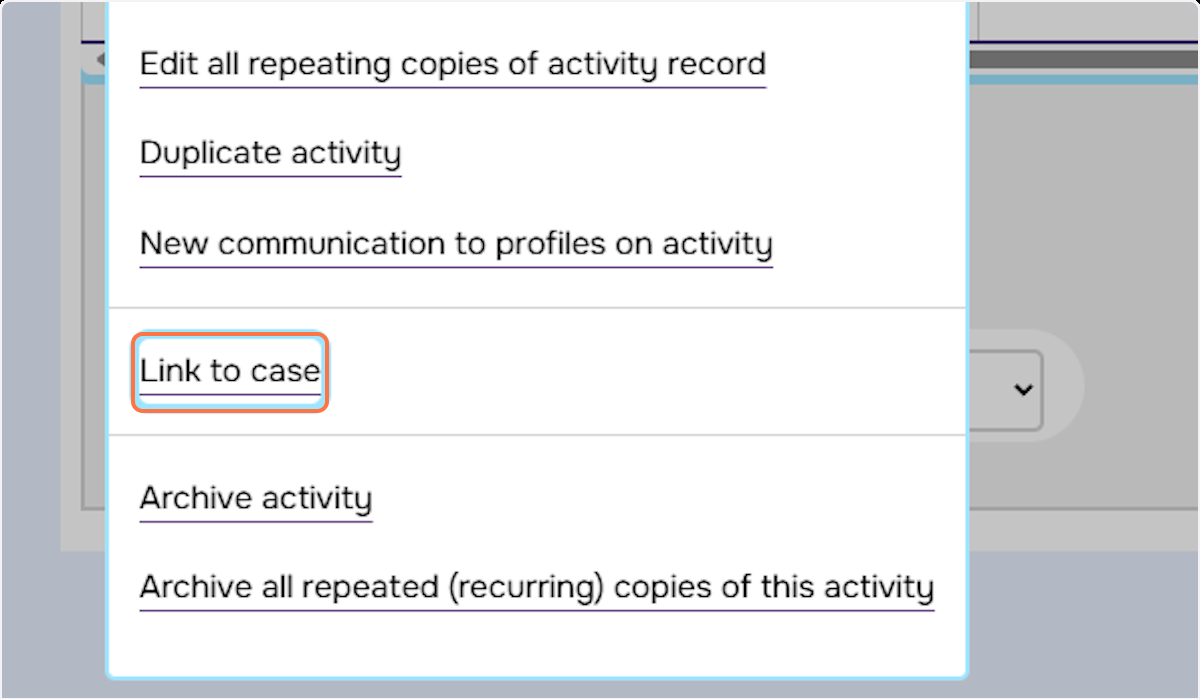 Edit all repeating copies of activity record
Duplicate activity
New communication to profiles on activity
Link to case
Archive activity
Archive all repeated (recurring) copies of this activity